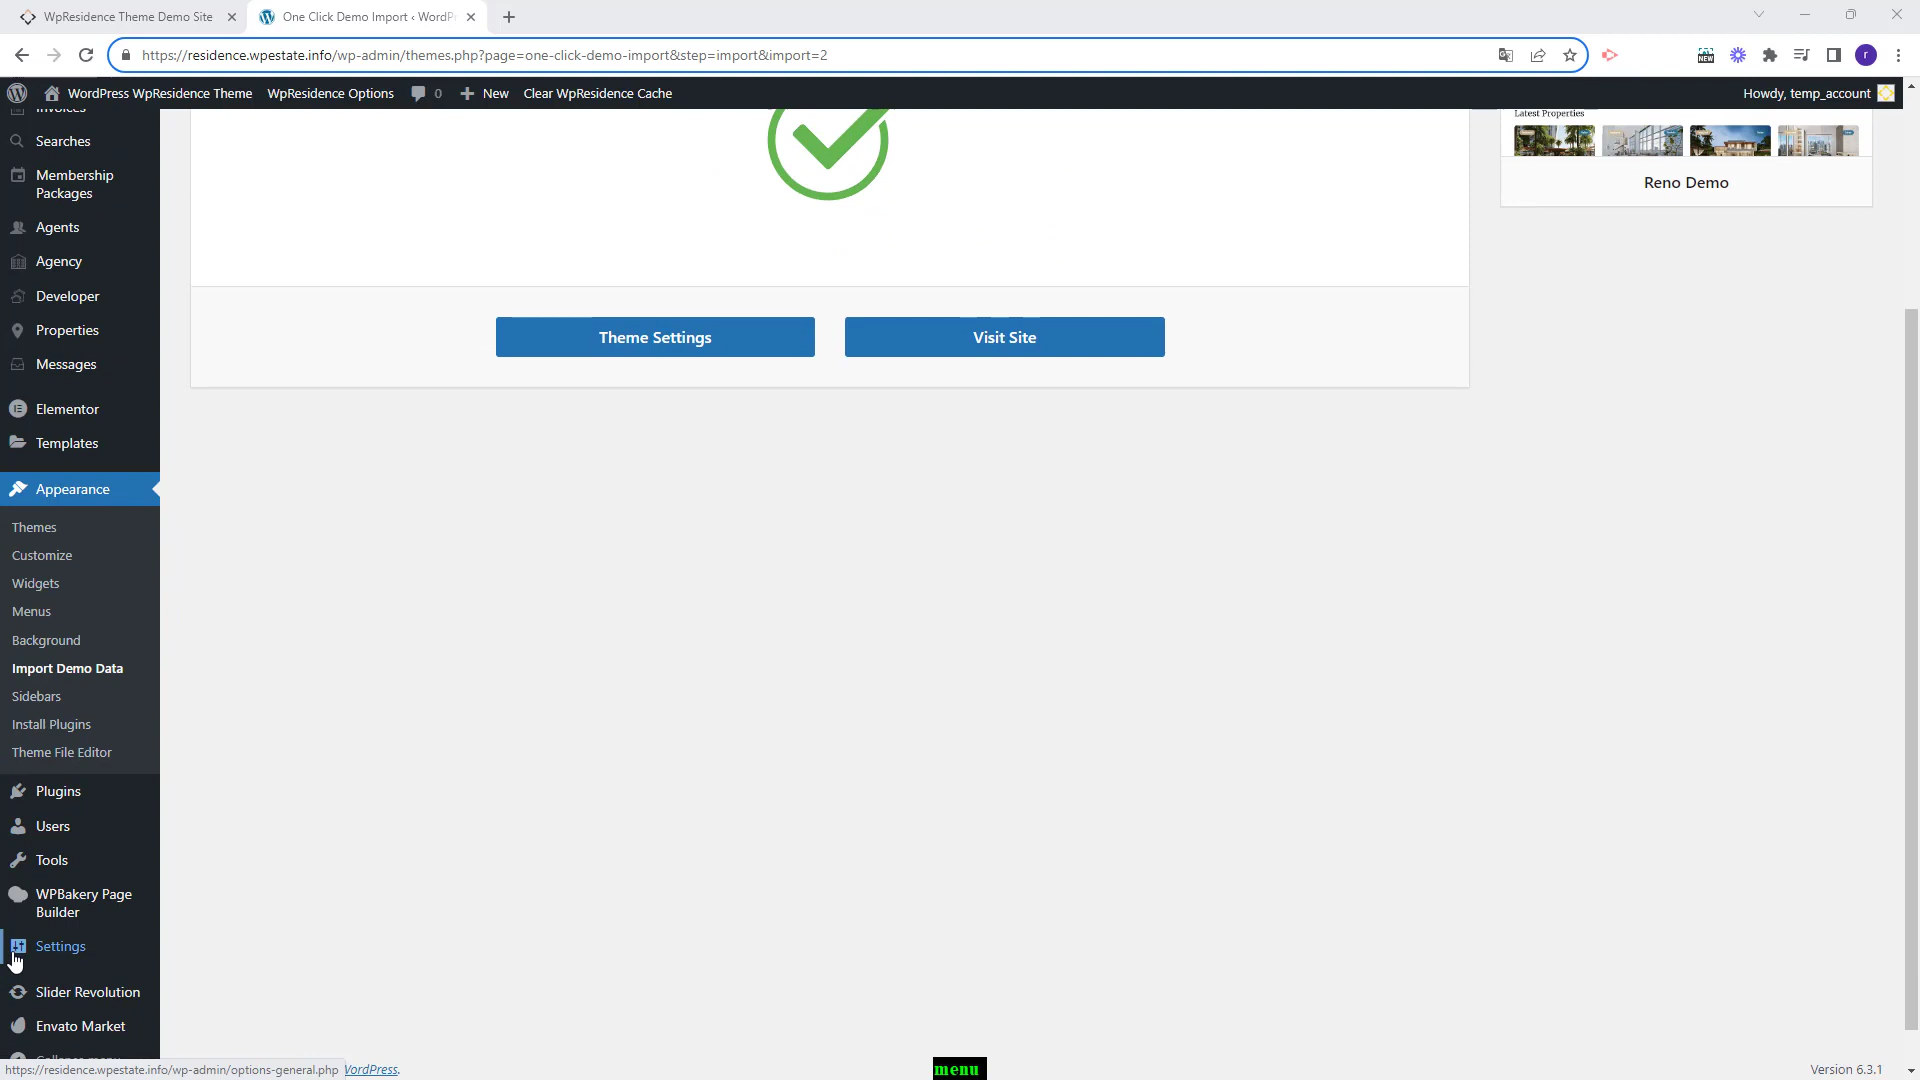 WpResidence Theme Demo Site
One Click Demo Import ‹ WordPr
https://residence.wpestate.info/wp-admin/themes.php?page=one-click-demo-import&step=import&import=2
NEW
r
WordPress WpResidence Theme
WpResidence Options
0
New
Clear WpResidence Cache
Howdy, temp_account
Invoices
Searches
Membership
Packages
Agents
Agency
Developer
Properties
Messages
Elementor
Templates
Appearance
Themes
Customize
Widgets
Menus
Background
Import Demo Data
Sidebars
Install Plugins
Theme File Editor
Plugins
Users
Tools
WPBakery Page
Builder
Settings
Slider Revolution
Envato Market
Collapse menu
Latest Properties
Reno Demo
Theme Settings
Visit Site
https://residence.wpestate.info/wp-admin/options-general.php
WordPress.
menu
Version 6.3.1